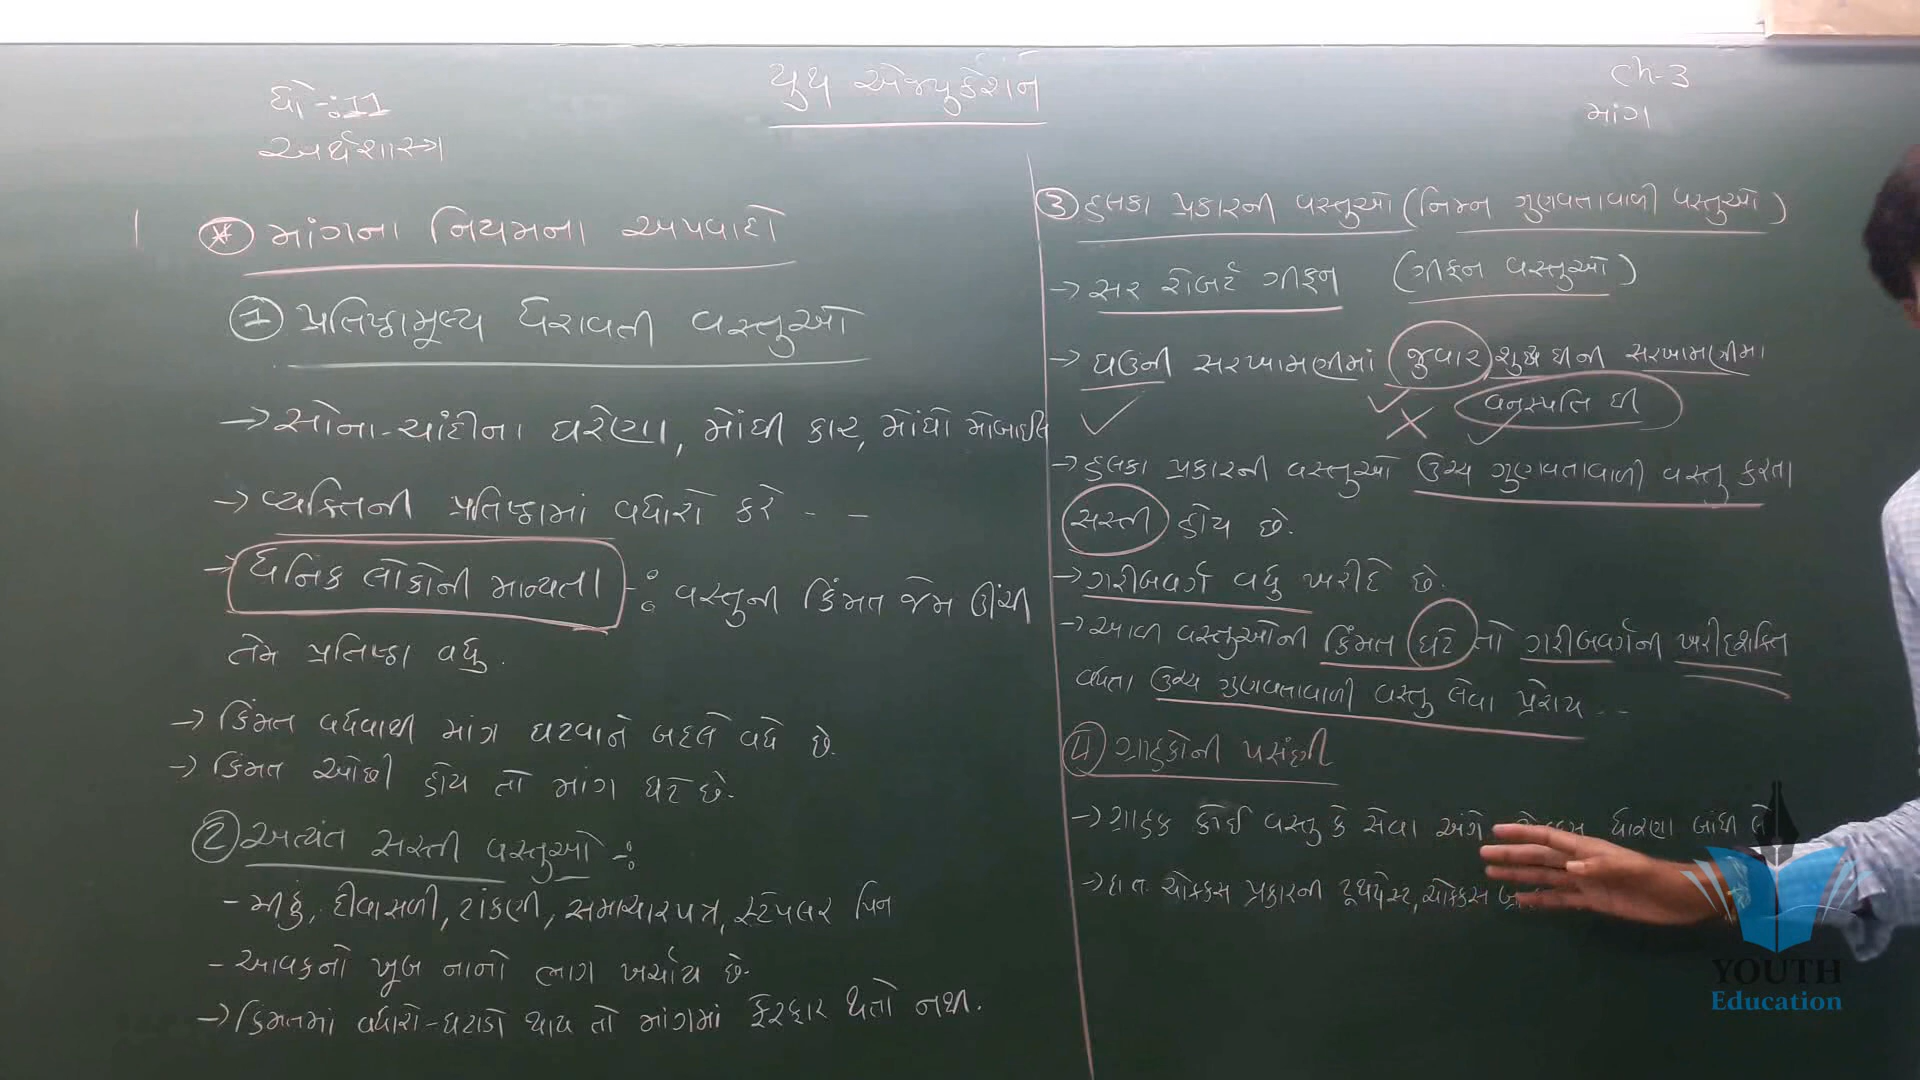 ધો-:11
અર્થશાસ્ત્ર
યુથ એજ્યુકેશન
Ch-3
માંગ
* માંગના નિયમના અપવાદો
1 પ્રતિષ્ઠામૂલ્ય ધરાવતી વસ્તુઓ
→ સોના-ચાંદીના ઘરેણા, મોંઘી કાર, મોંઘો મોબાઈલ
→ વ્યક્તિની પ્રતિષ્ઠામાં વધારો કરે - -
→ ધનિક લોકોની માન્યતા -: વસ્તુની કિંમત જેમ ઊંચી
તેમ પ્રતિષ્ઠા વધુ.
→ કિંમત વધવાથી માંગ ઘટવાને બદલે વધે છે.
→ કિંમત ઓછી હોય તો માંગ ઘટે છે.
2 અત્યંત સસ્તી વસ્તુઓ -:
- મીઠું, દીવાસળી, ટાંકણી, સમાચારપત્ર, સ્ટેપલર પિન
- આવકનો ખૂબ નાનો ભાગ ખર્ચાય છે.
→ કિંમતમાં વધારો-ઘટાડો થાય તો માંગમાં ફેરફાર થતો નથી.
3 હલકા પ્રકારની વસ્તુઓ (નિમ્ન ગુણવતાવાળી વસ્તુઓ)
→ સર રોબર્ટ ગીફન (ગીફન વસ્તુઓ)
→ ઘઉંની સરખામણીમાં જુવાર શુદ્ધ ઘીની સરખામણીમાં
વનસ્પતિ ઘી
→ હલકા પ્રકારની વસ્તુઓ ઉચ્ચ ગુણવતાવાળી વસ્તુ કરતા
સસ્તી હોય છે.
→ ગરીબવર્ગ વધુ ખરીદે છે.
→ આવી વસ્તુઓની કિંમત ઘટે તો ગરીબવર્ગની ખરીદશક્તિ
વધતા ઉચ્ચ ગુણવતાવાળી વસ્તુ લેવા પ્રેરાય - -
4 ગ્રાહકોની પસંદગી
→ ગ્રાહક કોઈ વસ્તુ કે સેવા અંગે ધારણા બાંધી લે
→ દા.ત. ચોક્કસ પ્રકારની ટૂથપેસ્ટ, ચોક્કસ
YOUTH
Education